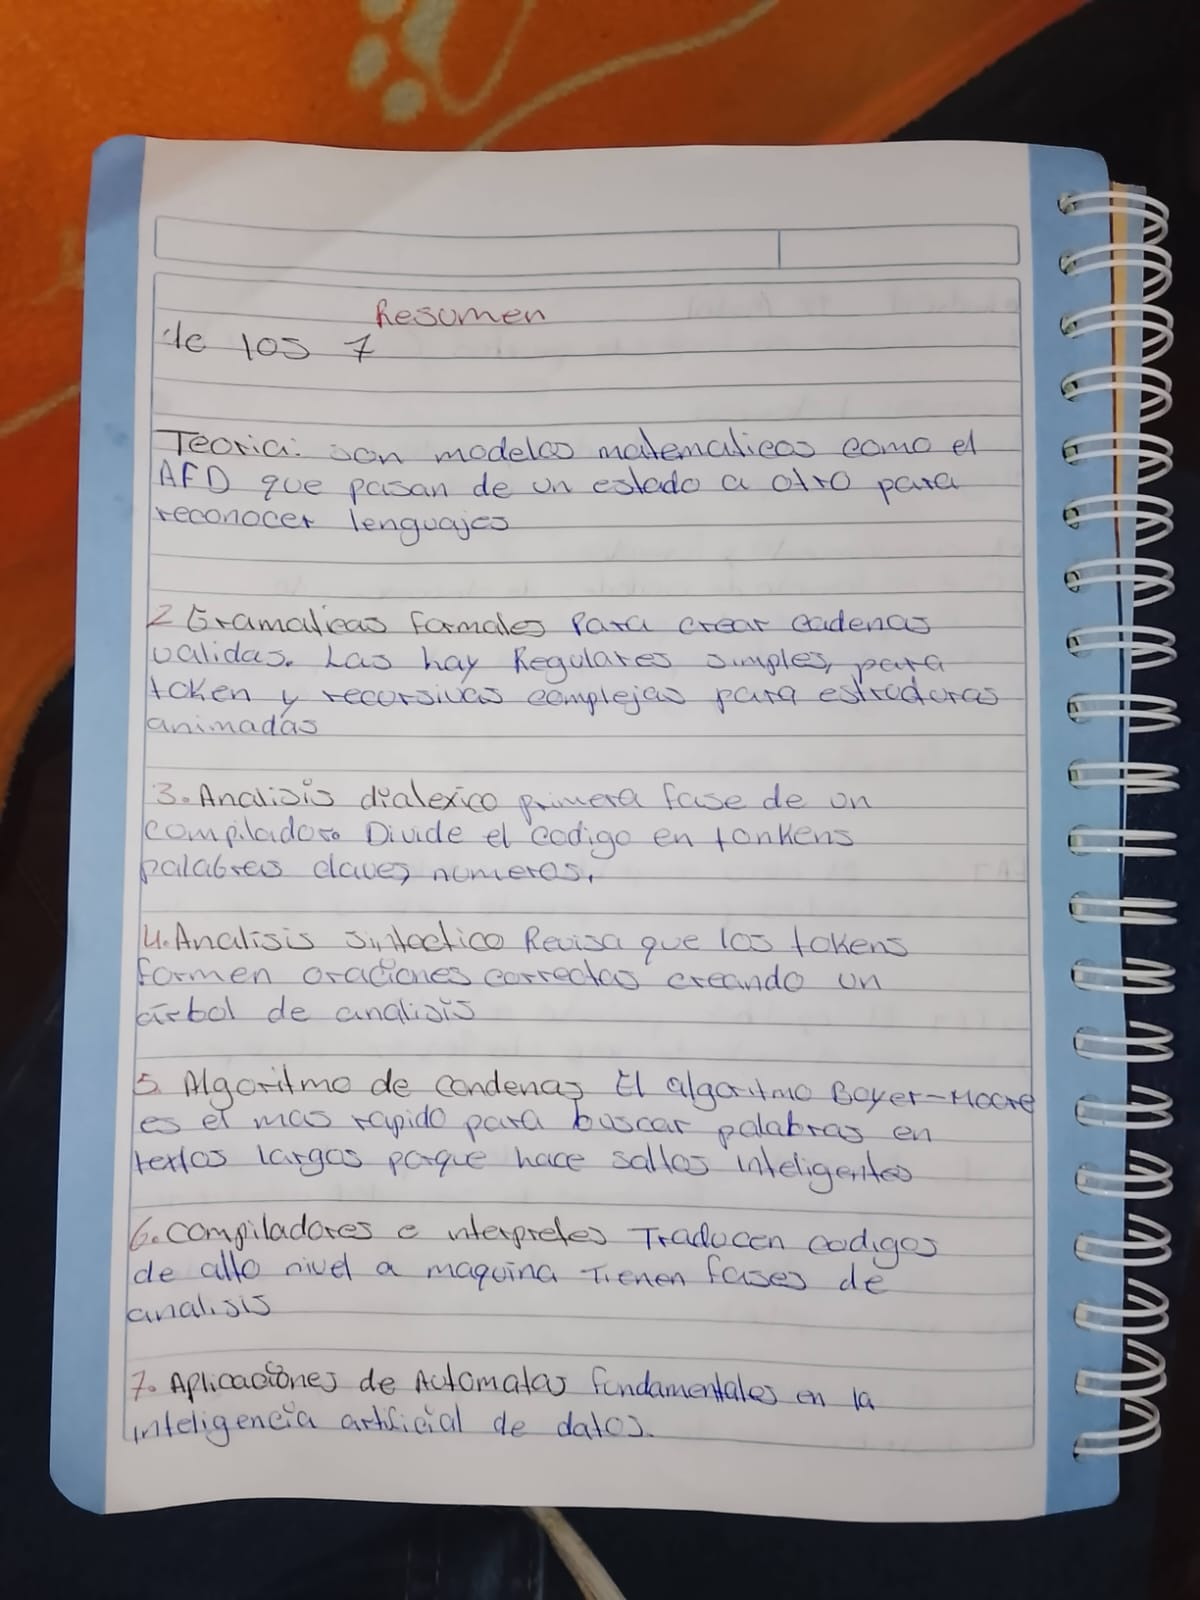 Resumen
de los 7
Teoria: son modelos matematicos como el
AFD que pasan de un estado a otro para
reconocer lenguajes
2 Gramaticas formales Para crear cadenas
validas. Las hay Regulares simples, para
token y recursivas complejas para estructuras
animadas
3. Analisis dialexico primera fase de un
compilador. Divide el codigo en tonkens
palabras claves numeros.
4. Analisis sintectico Revisa que los tokens
formen oraciones correctas creando un
arbol de analisis
5. Algoritmo de condenas El algoritmo Boyer-Moore
es el mas rapido para buscar palabras en
textos largos porque hace saltos inteligentes
6. compiladores e interpretes Traducen codigos
de alto nivel a maquina Tienen fases de
analisis
7. Aplicaciones de Automatas fundamentales en la
inteligencia artificial de datos.